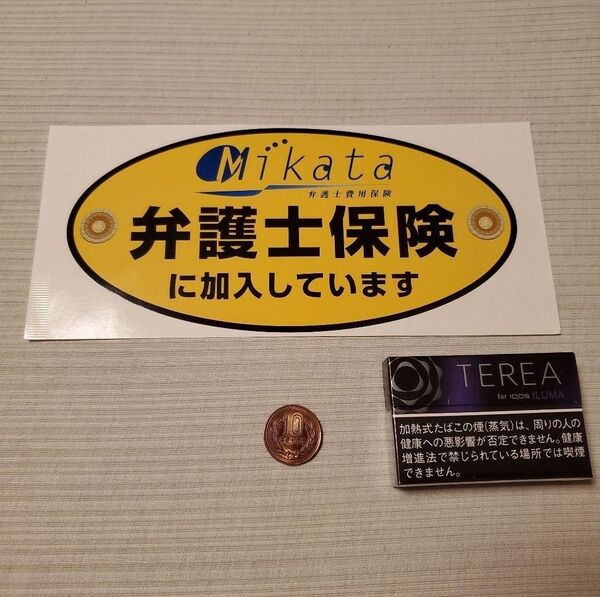 Mikata
弁護士費用保険
弁護士保険
に加入しています
10
TEREA
for IQOS ILUMA
加熱式たばこの煙(蒸気)は、周りの人の
健康への悪影響が否定できません。健康
増進法で禁じられている場所では喫煙
できません。